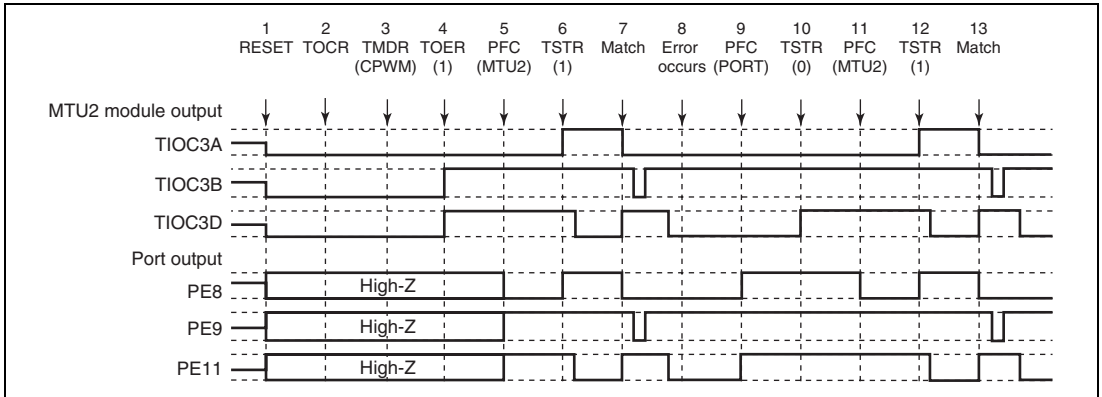 1 2 3 4 5 6 7 8 9 10 11 12 13
RESET TOCR TMDR TOER PFC TSTR Match Error PFC TSTR PFC TSTR Match
(CPWM) (1) (MTU2) (1) occurs (PORT) (0) (MTU2) (1)
MTU2 module output
TIOC3A
TIOC3B
TIOC3D
Port output
PE8 High-Z
PE9 High-Z
PE11 High-Z